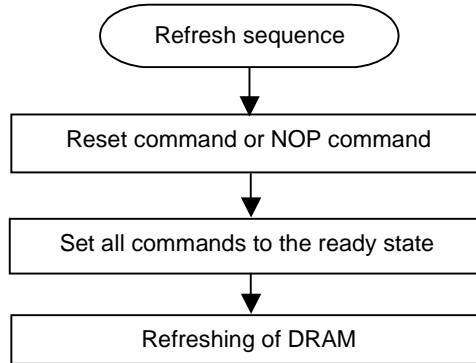 Refresh sequence
Reset command or NOP command
Set all commands to the ready state
Refreshing of DRAM